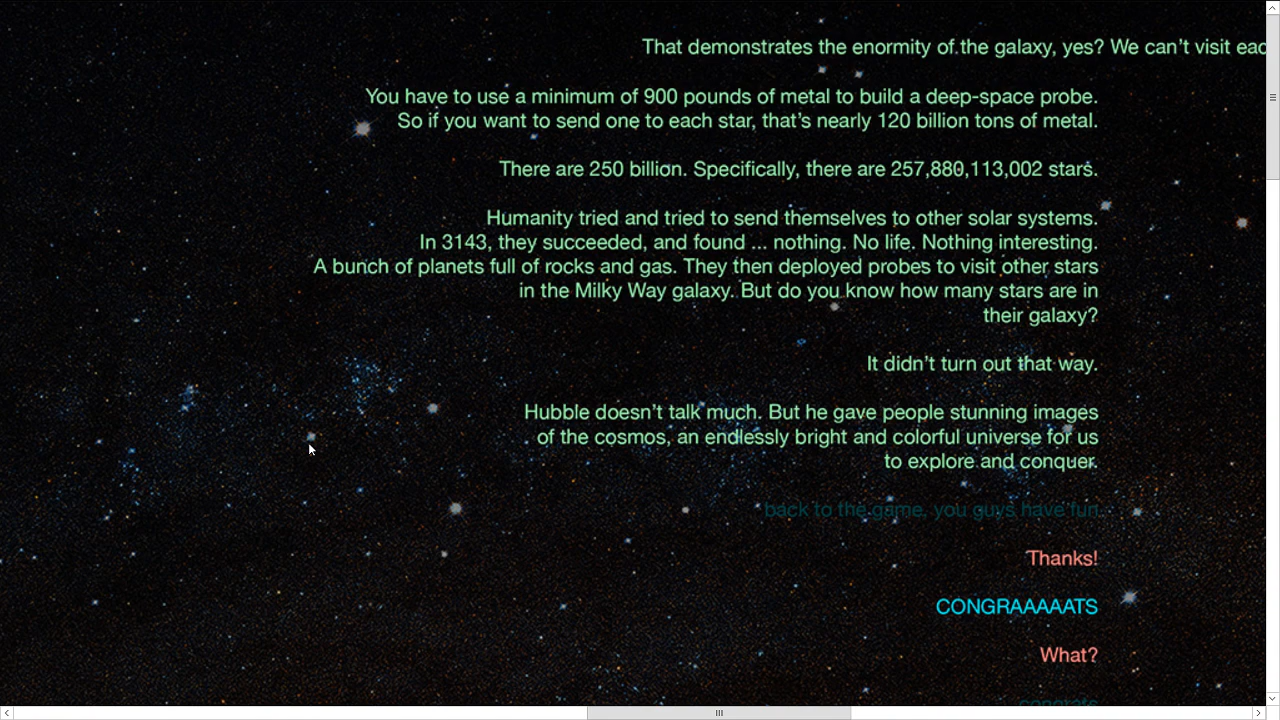 That demonstrates the enormity of the galaxy, yes? We can't visit eac
You have to use a minimum of 900 pounds of metal to build a deep-space probe.
So if you want to send one to each star, that's nearly 120 billion tons of metal.
There are 250 billion. Specifically, there are 257,880,113,002 stars.
Humanity tried and tried to send themselves to other solar systems.
In 3143, they succeeded, and found ... nothing. No life. Nothing interesting.
A bunch of planets full of rocks and gas. They then deployed probes to visit other stars
in the Milky Way galaxy. But do you know how many stars are in
their galaxy?
It didn't turn out that way.
Hubble doesn't talk much. But he gave people stunning images
of the cosmos, an endlessly bright and colorful universe for us
to explore and conquer.
back to the game, you guys have fun
Thanks!
CONGRAAAAATS
What?
congrats